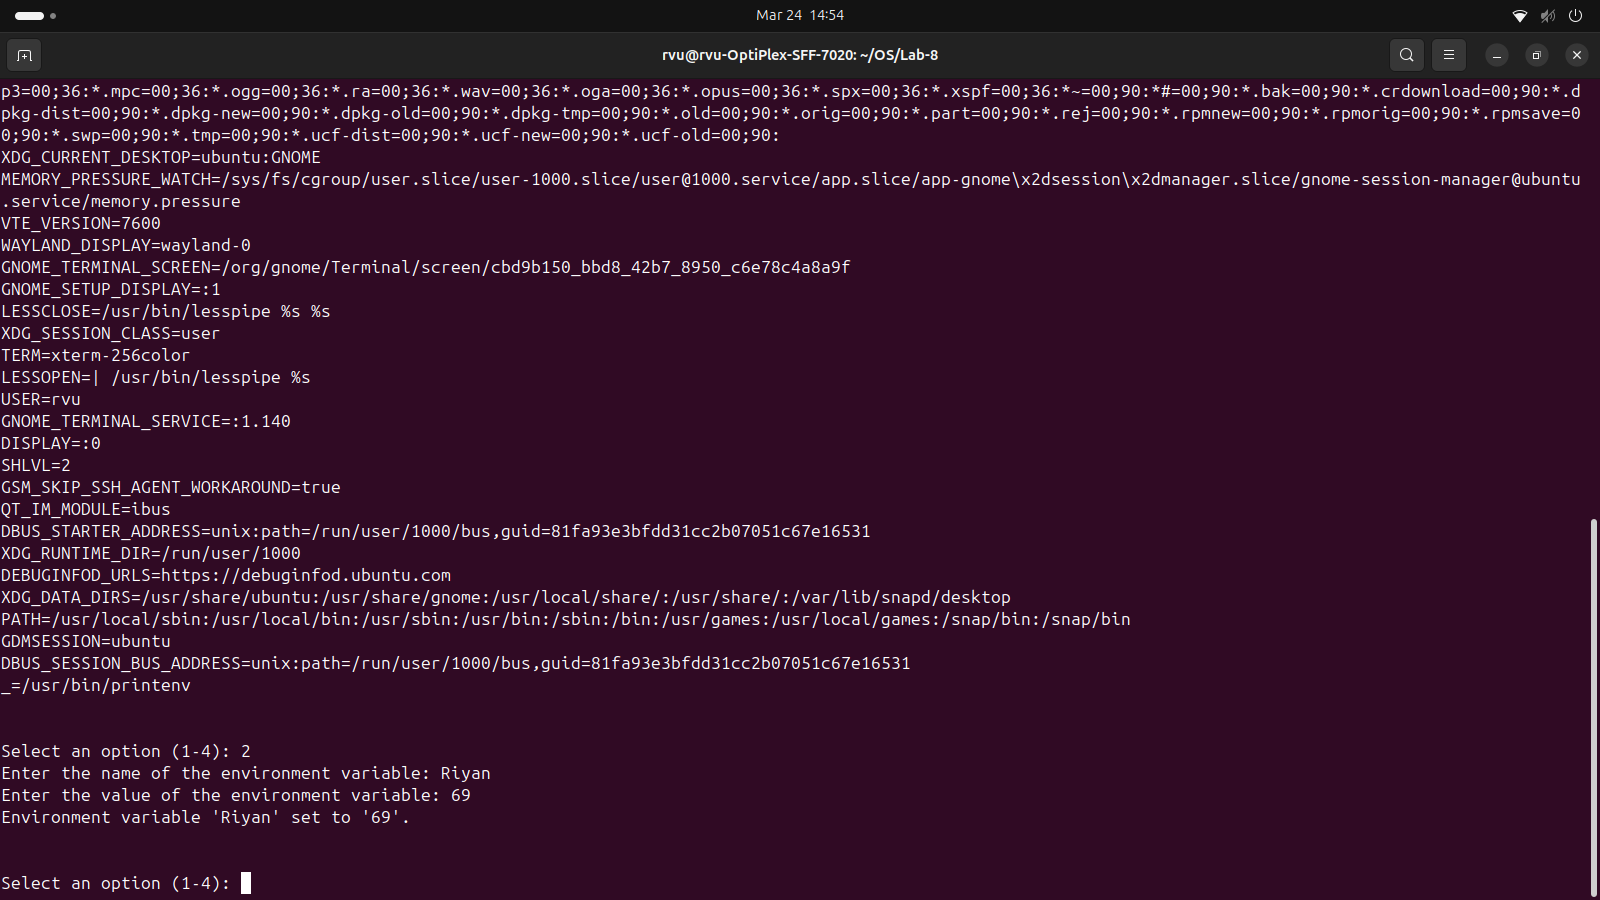 Mar 24 14:54
rvu@rvu-OptiPlex-SFF-7020: ~/OS/Lab-8
p3=00;36:*.mpc=00;36:*.ogg=00;36:*.ra=00;36:*.wav=00;36:*.oga=00;36:*.opus=00;36:*.spx=00;36:*.xspf=00;36:*~=00;90:*#=00;90:*.bak=00;90:*.crdownload=00;90:*.d
pkg-dist=00;90:*.dpkg-new=00;90:*.dpkg-old=00;90:*.dpkg-tmp=00;90:*.old=00;90:*.orig=00;90:*.part=00;90:*.rej=00;90:*.rpmnew=00;90:*.rpmorig=00;90:*.rpmsave=0
0;90:*.swp=00;90:*.tmp=00;90:*.ucf-dist=00;90:*.ucf-new=00;90:*.ucf-old=00;90:
XDG_CURRENT_DESKTOP=ubuntu:GNOME
MEMORY_PRESSURE_WATCH=/sys/fs/cgroup/user.slice/user-1000.slice/user@1000.service/app.slice/app-gnome\x2dsession\x2dmanager.slice/gnome-session-manager@ubuntu
.service/memory.pressure
VTE_VERSION=7600
WAYLAND_DISPLAY=wayland-0
GNOME_TERMINAL_SCREEN=/org/gnome/Terminal/screen/cbd9b150_bbd8_42b7_8950_c6e78c4a8a9f
GNOME_SETUP_DISPLAY=:1
LESSCLOSE=/usr/bin/lesspipe %s %s
XDG_SESSION_CLASS=user
TERM=xterm-256color
LESSOPEN=| /usr/bin/lesspipe %s
USER=rvu
GNOME_TERMINAL_SERVICE=:1.140
DISPLAY=:0
SHLVL=2
GSM_SKIP_SSH_AGENT_WORKAROUND=true
QT_IM_MODULE=ibus
DBUS_STARTER_ADDRESS=unix:path=/run/user/1000/bus,guid=81fa93e3bfdd31cc2b07051c67e16531
XDG_RUNTIME_DIR=/run/user/1000
DEBUGINFOD_URLS=https://debuginfod.ubuntu.com
XDG_DATA_DIRS=/usr/share/ubuntu:/usr/share/gnome:/usr/local/share/:/usr/share/:/var/lib/snapd/desktop
PATH=/usr/local/sbin:/usr/local/bin:/usr/sbin:/usr/bin:/sbin:/bin:/usr/games:/usr/local/games:/snap/bin:/snap/bin
GDMSESSION=ubuntu
DBUS_SESSION_BUS_ADDRESS=unix:path=/run/user/1000/bus,guid=81fa93e3bfdd31cc2b07051c67e16531
_=/usr/bin/printenv
Select an option (1-4): 2
Enter the name of the environment variable: Riyan
Enter the value of the environment variable: 69
Environment variable 'Riyan' set to '69'.
Select an option (1-4):